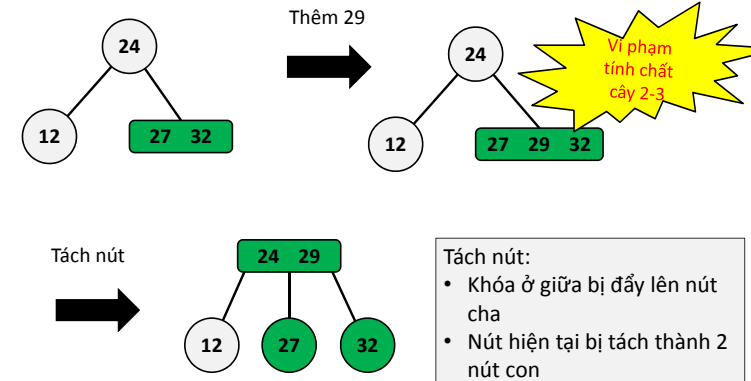 Thêm 29
24
12
27 32
24
12
27 29 32
Vi phạm
tính chất
cây 2-3
Tách nút
24 29
12
27
32
Tách nút:
• Khóa ở giữa bị đẩy lên nút
cha
• Nút hiện tại bị tách thành 2
nút con